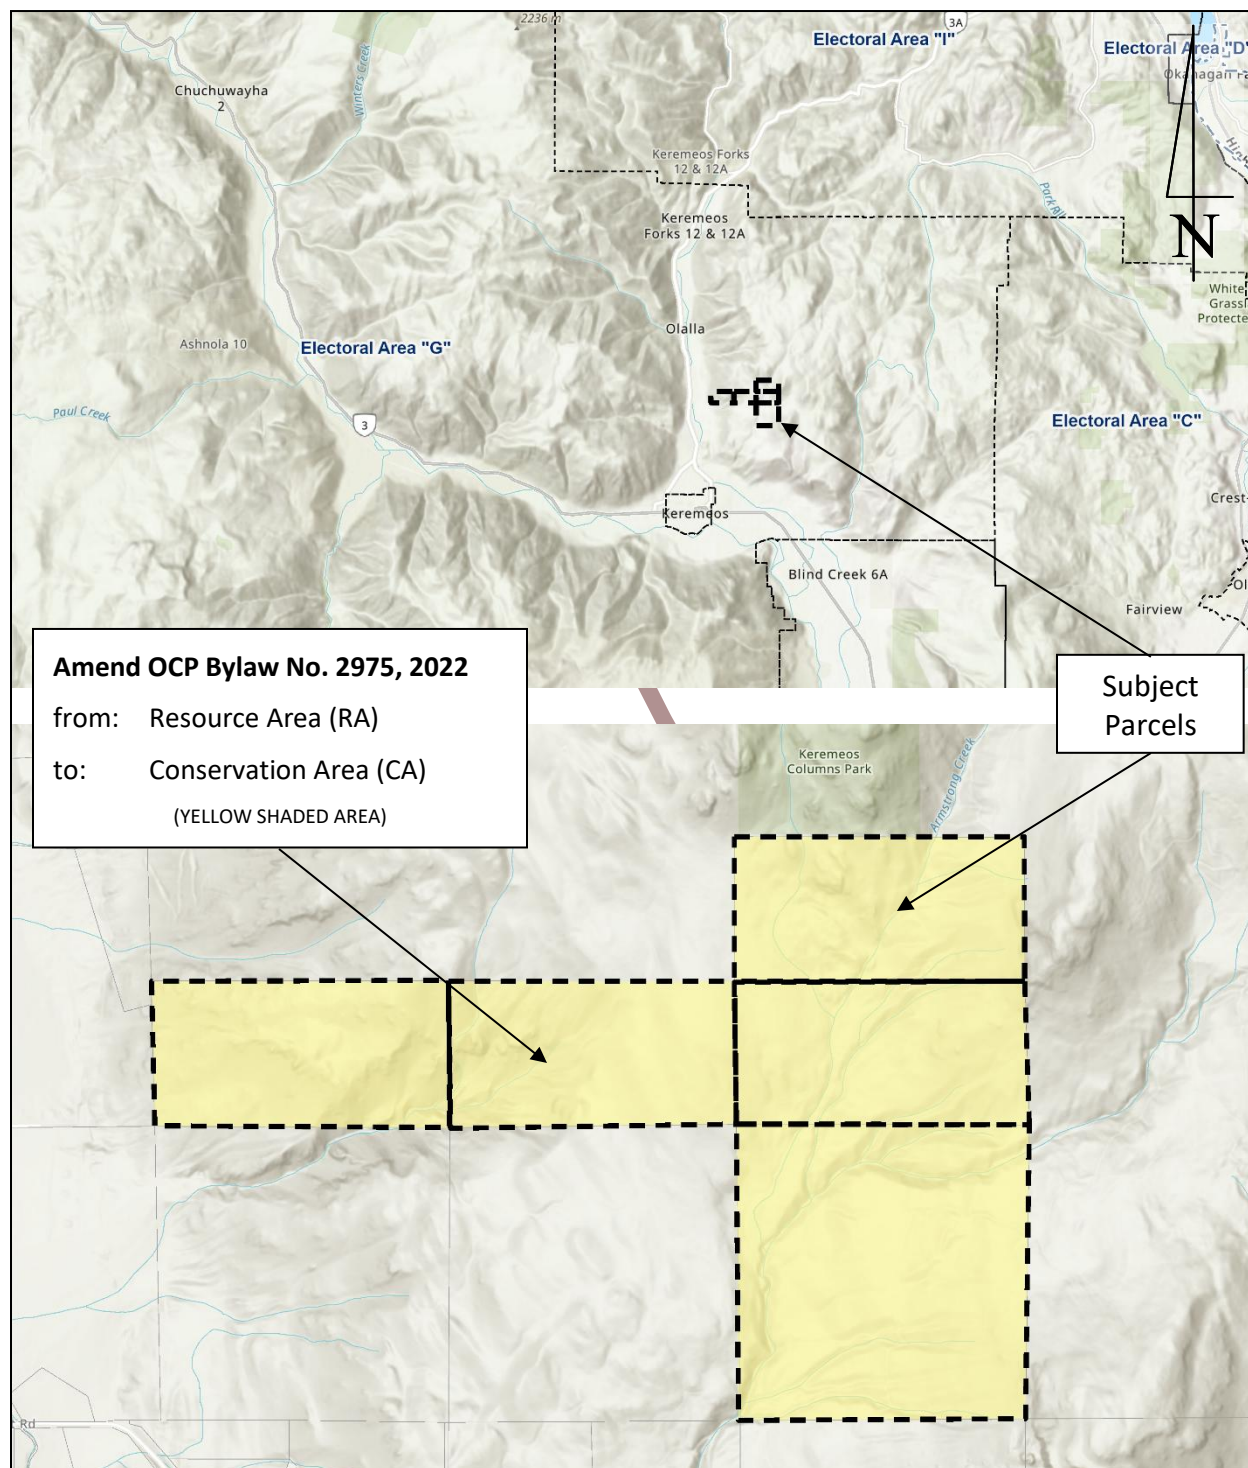 2236 m
3A
Electoral Area "I"
Electoral Area "D"
Okanagan Fa
Chuchuwayha
2
Winters Creek
Keremeos Forks
12 & 12A
Park Rill
Keremeos
Forks 12 & 12A
N
White
Grassl
Protecte
Olalla
Ashnola 10
Electoral Area "G"
Paul Creek
3
Electoral Area "C"
Crest-
Keremeos
Blind Creek 6A
Ol
Fairview
Amend OCP Bylaw No. 2975, 2022
from: Resource Area (RA)
to: Conservation Area (CA)
(YELLOW SHADED AREA)
Subject
Parcels
Keremeos
Columns Park
Armstrong Creek
Rd